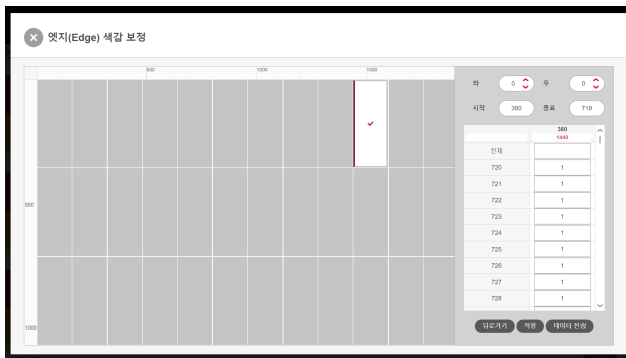 엣지(Edge) 색감 보정
500 1000 1500
500
1000
좌 0 우 0
시작 360 종료 719
360
1440
전체
720 1
721 1
722 1
723 1
724 1
725 1
726 1
727 1
728 1
뒤로가기 적용 데이터 전송